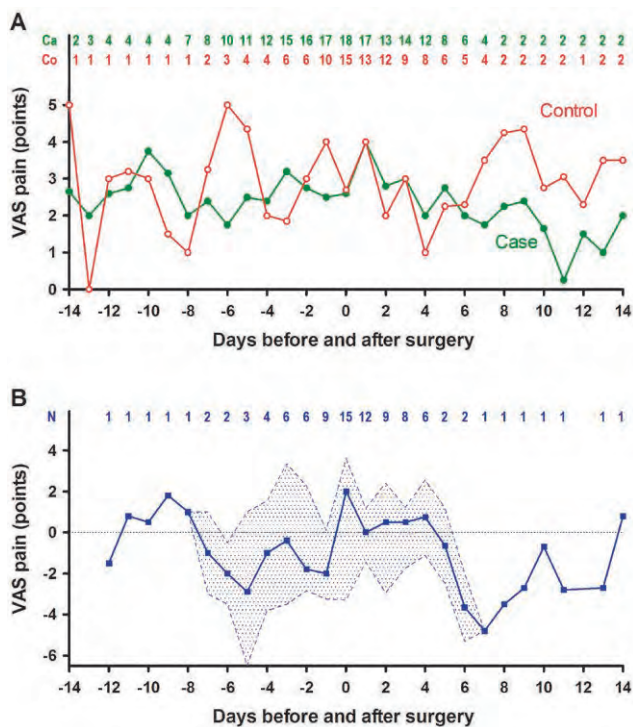 A
Ca 2 3 4 4 4 4 7 8 10 11 12 15 16 17 18 17 13 14 12 8 6 4 2 2 2 2 2 2 2
Co 1 1 1 1 1 1 1 2 3 4 4 6 6 10 15 13 12 9 8 6 5 4 2 2 2 2 1 2 2
5
Control
4
3
2
1
Case
0
VAS pain (points)
-14 -12 -10 -8 -6 -4 -2 0 2 4 6 8 10 12 14
Days before and after surgery
B
N 1 1 1 1 1 2 2 3 4 6 6 9 15 12 9 8 6 2 2 1 1 1 1 1 1 1
4
2
0
-2
-4
-6
VAS pain (points)
-14 -12 -10 -8 -6 -4 -2 0 2 4 6 8 10 12 14
Days before and after surgery